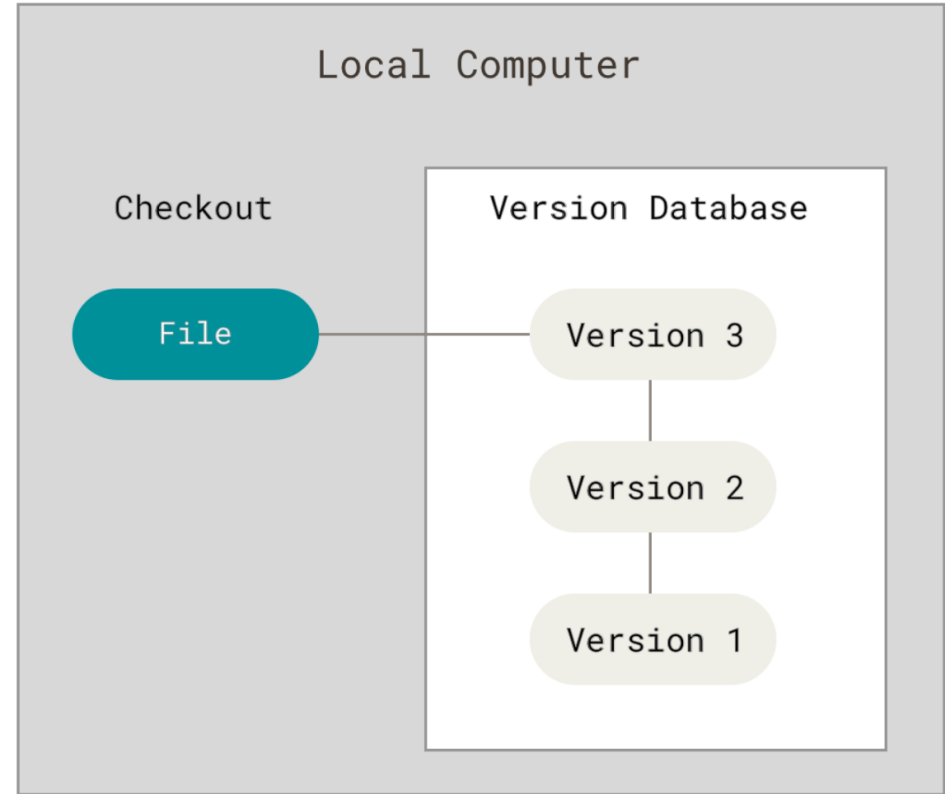 Local Computer
Checkout
Version Database
File
Version 3
Version 2
Version 1